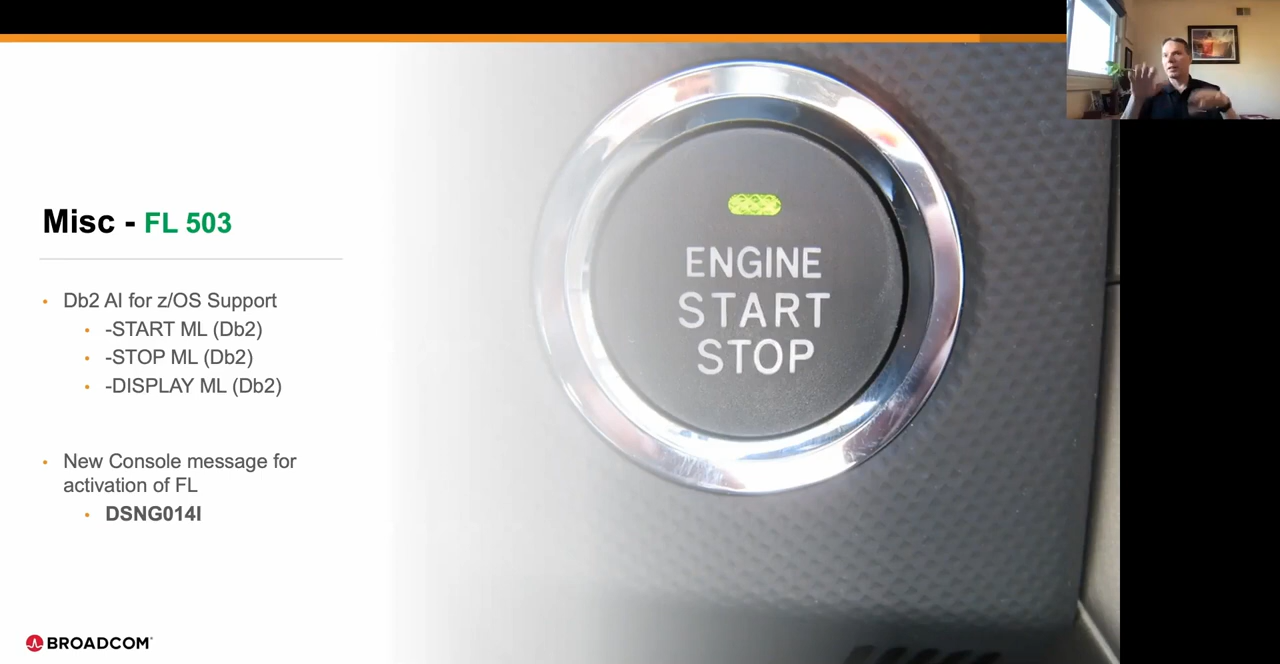 Misc - FL 503
• Db2 AI for z/OS Support
• -START ML (Db2)
• -STOP ML (Db2)
• -DISPLAY ML (Db2)
• New Console message for
activation of FL
• DSNG014I
ENGINE
START
STOP
BROADCOM